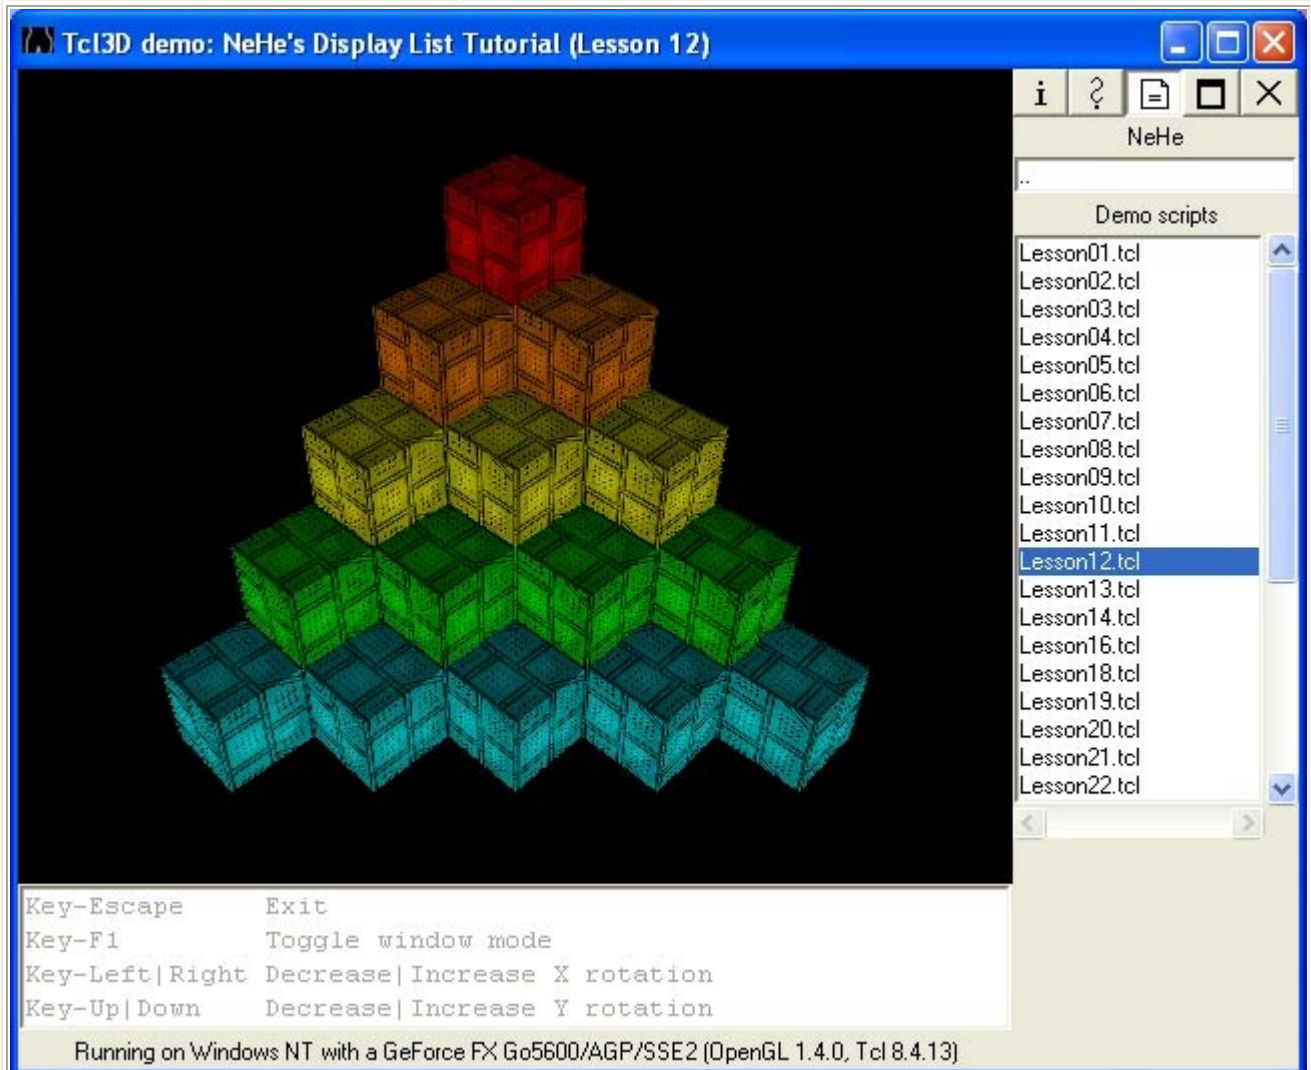 Tcl3D demo: NeHe's Display List Tutorial (Lesson 12)
i ?
NeHe
..
Demo scripts
Lesson01.tcl
Lesson02.tcl
Lesson03.tcl
Lesson04.tcl
Lesson05.tcl
Lesson06.tcl
Lesson07.tcl
Lesson08.tcl
Lesson09.tcl
Lesson10.tcl
Lesson11.tcl
Lesson12.tcl
Lesson13.tcl
Lesson14.tcl
Lesson16.tcl
Lesson18.tcl
Lesson19.tcl
Lesson20.tcl
Lesson21.tcl
Lesson22.tcl
Key-Escape Exit
Key-F1 Toggle window mode
Key-Left|Right Decrease|Increase X rotation
Key-Up|Down Decrease|Increase Y rotation
Running on Windows NT with a GeForce FX Go5600/AGP/SSE2 (OpenGL 1.4.0, Tcl 8.4.13)